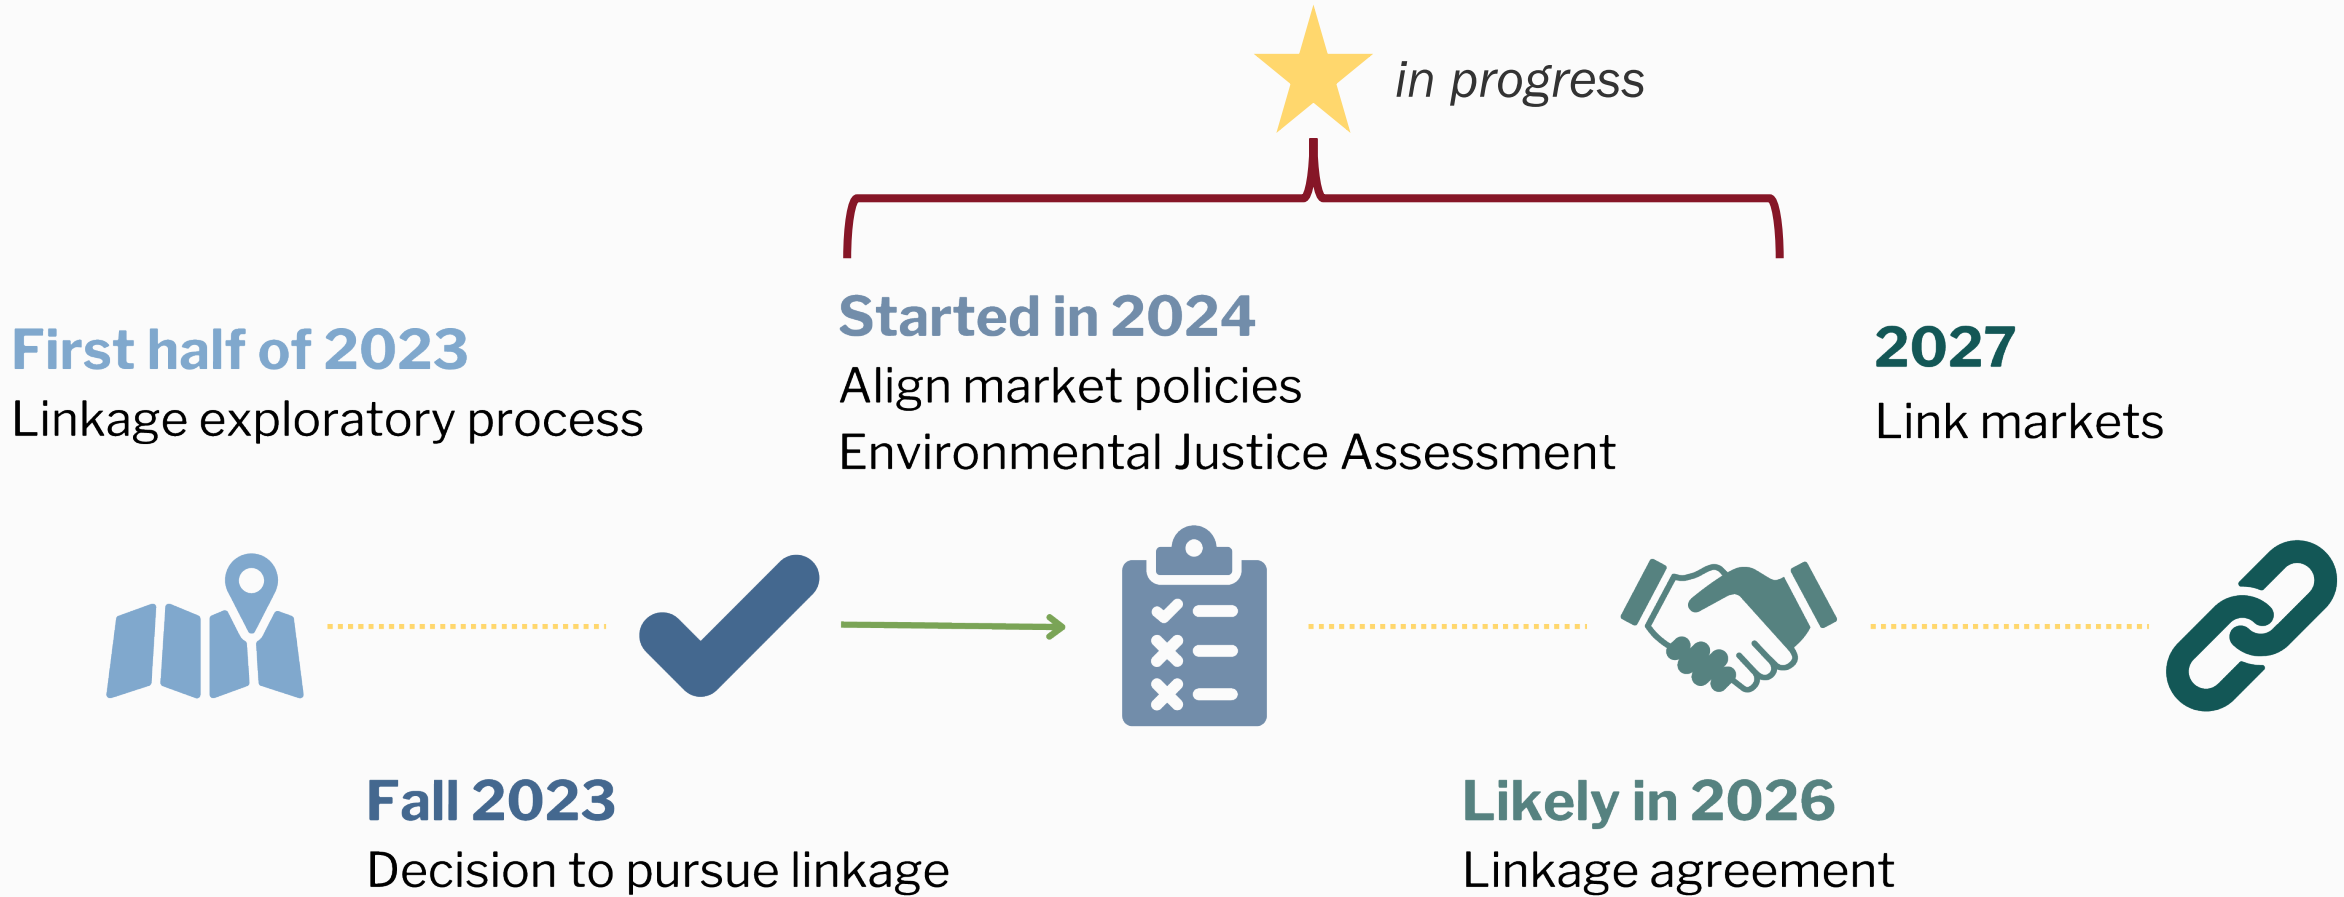 in progress
First half of 2023
Linkage exploratory process
Fall 2023
Decision to pursue linkage
Started in 2024
Align market policies
Environmental Justice Assessment
Likely in 2026
Linkage agreement
2027
Link markets